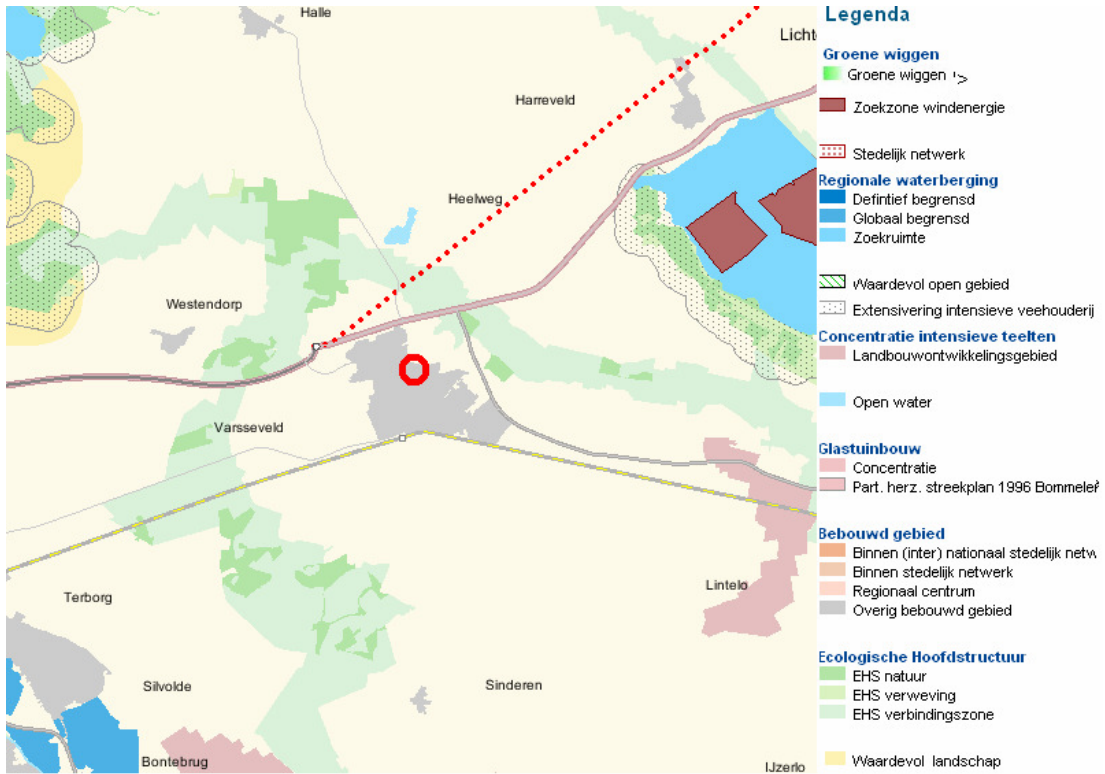 Halle
Licht
Harreveld
Heelweg
Westendorp
Varsseveld
Lintelo
Terborg
Silvolde
Sinderen
Bontebrug
IJzerlo
Legenda
Groene wiggen
Groene wiggen
Zoekzone windenergie
Stedelijk netwerk
Regionale waterberging
Defintief begrensd
Globaal begrensd
Zoekruimte
Waardevol open gebied
Extensivering intensieve veehouderij
Concentratie intensieve teelten
Landbouwontwikkelingsgebied
Open water
Glastuinbouw
Concentratie
Part. herz. streekplan 1996 Bommeler
Bebouwd gebied
Binnen (inter) nationaal stedelijk netw
Binnen stedelijk netwerk
Regionaal centrum
Overig bebouwd gebied
Ecologische Hoofdstructuur
EHS natuur
EHS verweving
EHS verbindingszone
Waardevol landschap